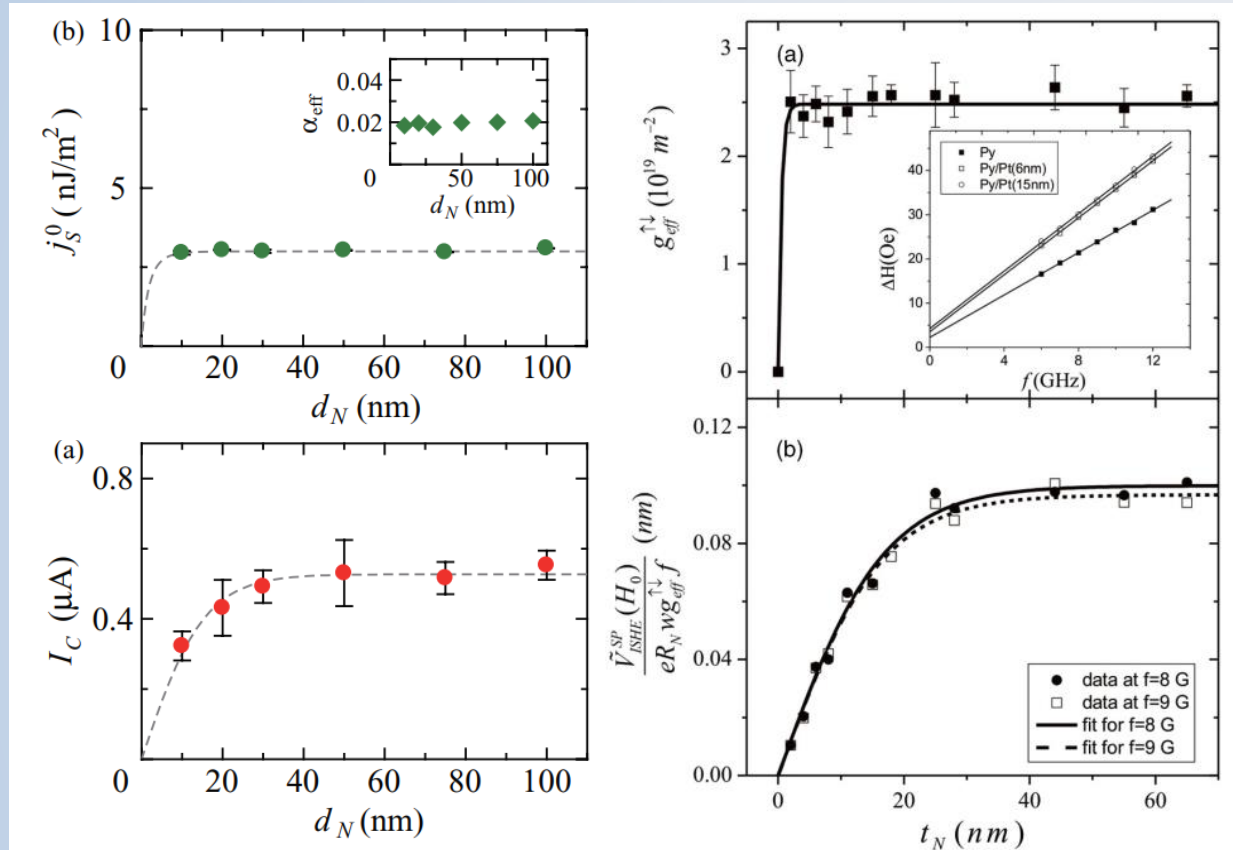 (b)
10
5
0
j_S^0 ( nJ/m^2 )
0.04
0.02
0
α_eff
50
100
d_N (nm)
0
20
40
60
80
100
d_N (nm)
(a)
0.8
0.4
I_C (μA)
0
20
40
60
80
100
d_N (nm)
(a)
3
2
1
0
g_eff^↑↓ (10^19 m^-2)
Py
Py/Pt(6nm)
Py/Pt(15nm)
40
30
20
10
0
ΔH(Oe)
0
4
8
12
f(GHz)
(b)
0.12
0.08
0.04
0.00
Ṽ_ISHE^SP(H_0)
eR_N wg_eff^↑↓ f
(nm)
data at f=8 G
data at f=9 G
fit for f=8 G
fit for f=9 G
0
20
40
60
t_N (nm)